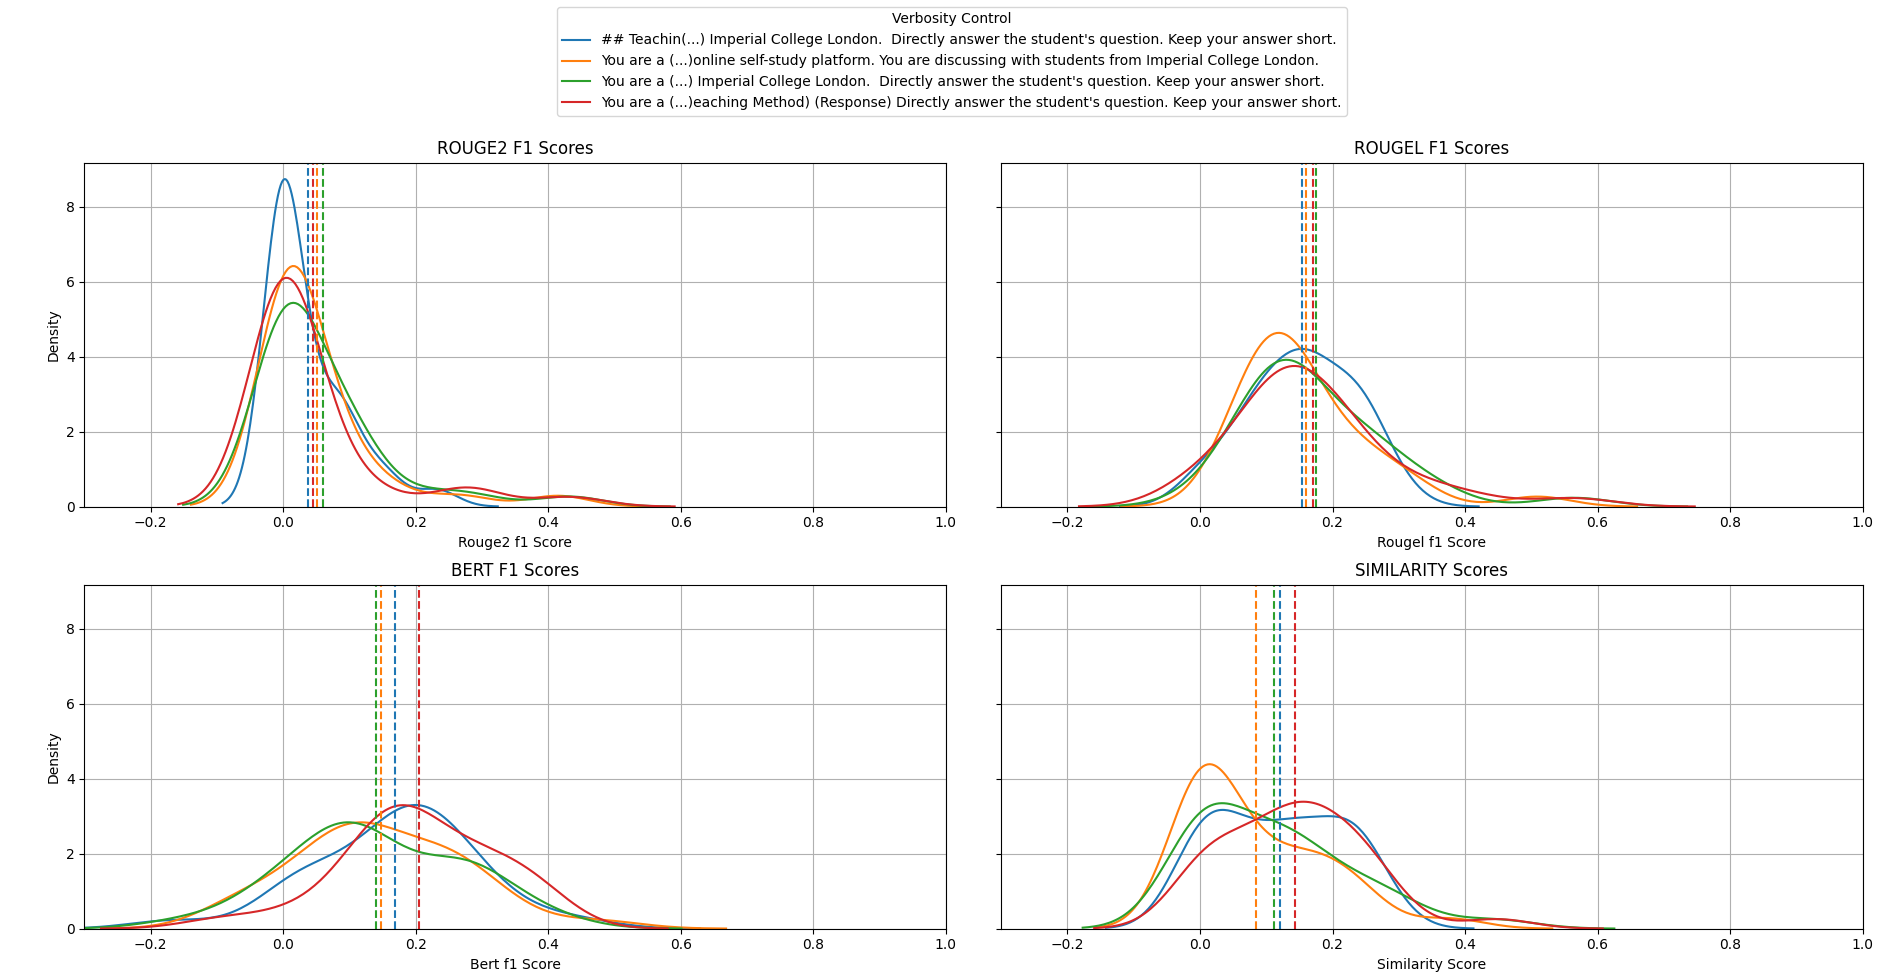 Verbosity Control
## Teachin(...) Imperial College London.  Directly answer the student's question. Keep your answer short.
You are a (...)online self-study platform. You are discussing with students from Imperial College London.
You are a (...) Imperial College London.  Directly answer the student's question. Keep your answer short.
You are a (...)eaching Method) (Response) Directly answer the student's question. Keep your answer short.
ROUGE2 F1 Scores
8
6
4
2
0
Density
−0.2 0.0 0.2 0.4 0.6 0.8 1.0
Rouge2 f1 Score
ROUGEL F1 Scores
−0.2 0.0 0.2 0.4 0.6 0.8 1.0
Rougel f1 Score
BERT F1 Scores
8
6
4
2
0
Density
−0.2 0.0 0.2 0.4 0.6 0.8 1.0
Bert f1 Score
SIMILARITY Scores
−0.2 0.0 0.2 0.4 0.6 0.8 1.0
Similarity Score